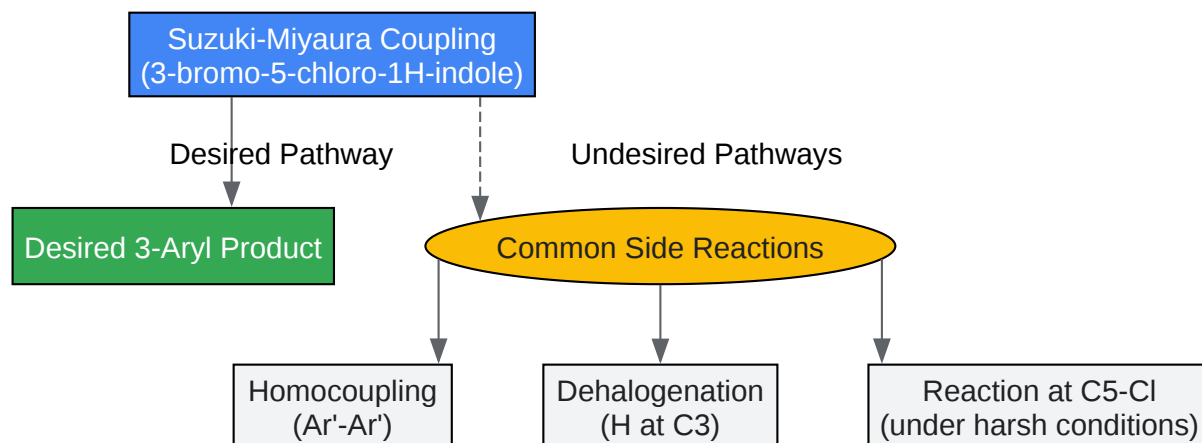 Suzuki-Miyaura Coupling
(3-bromo-5-chloro-1H-indole)
Desired Pathway
Undesired Pathways
Desired 3-Aryl Product
Common Side Reactions
Homocoupling
(Ar'-Ar')
Dehalogenation
(H at C3)
Reaction at C5-Cl
(under harsh conditions)